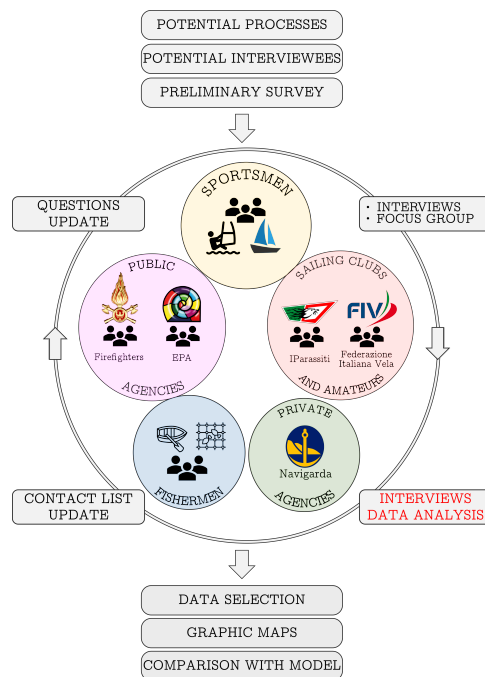 POTENTIAL PROCESSES
POTENTIAL INTERVIEWEES
PRELIMINARY SURVEY
SPORTSMEN
QUESTIONS
UPDATE
• INTERVIEWS
• FOCUS GROUP
PUBLIC
Firefighters
EPA
AGENCIES
SAILING CLUBS
FIV
IParassiti
Federazione
Italiana Vela
AND AMATEURS
FISHERMEN
PRIVATE
Navigarda
AGENCIES
CONTACT LIST
UPDATE
INTERVIEWS
DATA ANALYSIS
DATA SELECTION
GRAPHIC MAPS
COMPARISON WITH MODEL